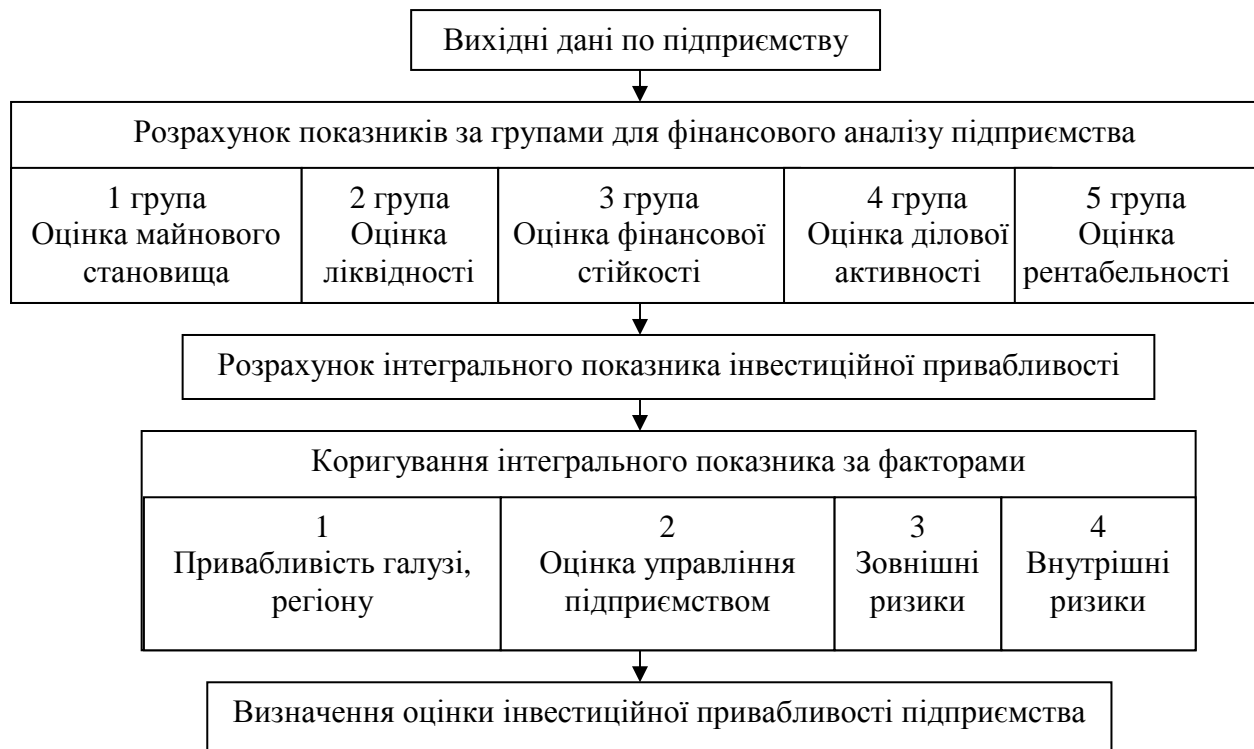 Вихідні дані по підприємству
Розрахунок показників за групами для фінансового аналізу підприємства
1 група
Оцінка майнового
становища
2 група
Оцінка
ліквідності
3 група
Оцінка фінансової
стійкості
4 група
Оцінка ділової
активності
5 група
Оцінка
рентабельності
Розрахунок інтегрального показника інвестиційної привабливості
Коригування інтегрального показника за факторами
1
Привабливість галузі,
регіону
2
Оцінка управління
підприємством
3
Зовнішні
ризики
4
Внутрішні
ризики
Визначення оцінки інвестиційної привабливості підприємства